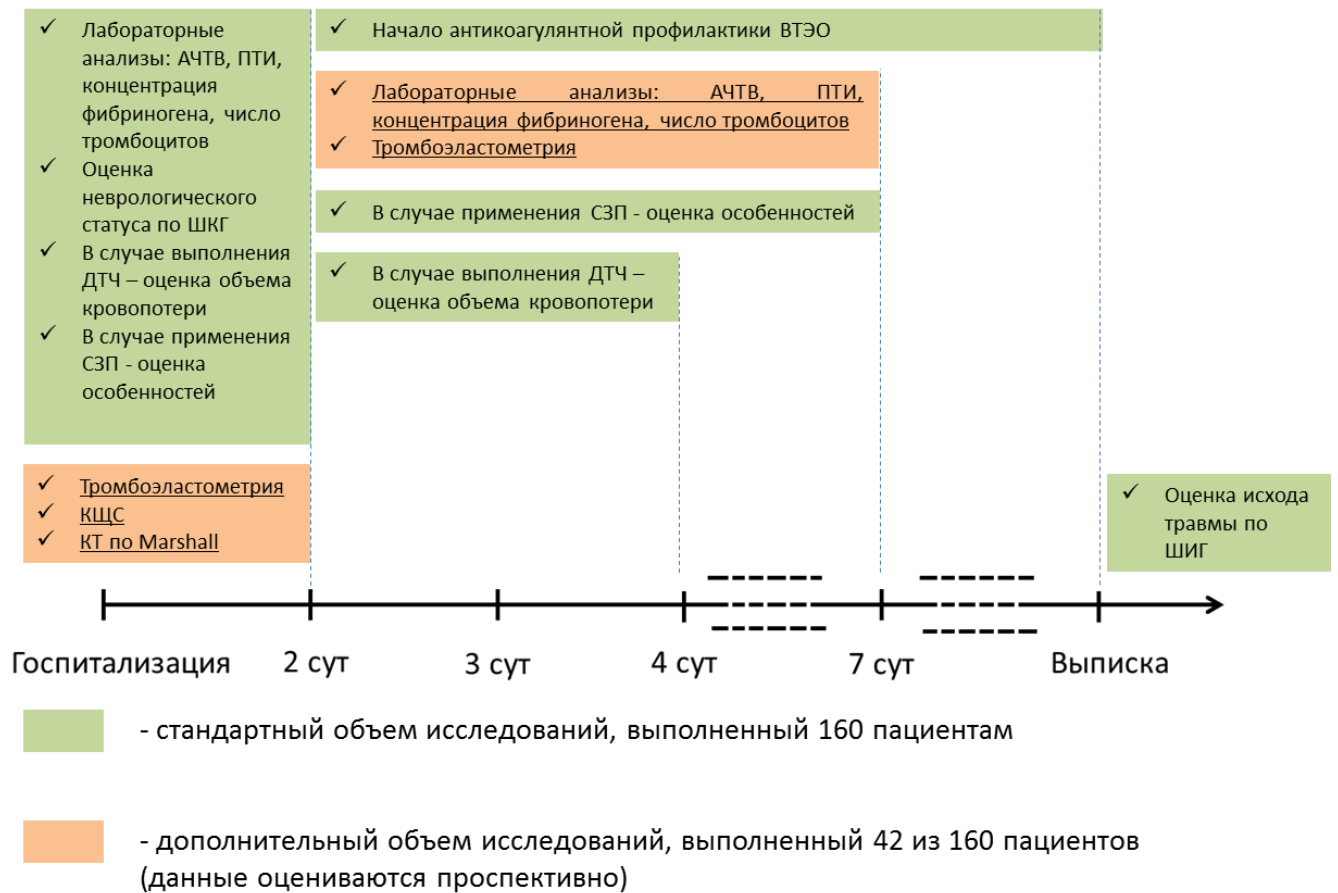 ✓ Лабораторные
анализы: АЧТВ, ПТИ,
концентрация
фибриногена, число
тромбоцитов
✓ Оценка
неврологического
статуса по ШКГ
✓ В случае выполнения
ДТЧ – оценка объема
кровопотери
✓ В случае применения
СЗП - оценка
особенностей
✓ Тромбоэластометрия
✓ КЩС
✓ КТ по Marshall
✓ Начало антикоагулянтной профилактики ВТЭО
✓ Лабораторные анализы: АЧТВ, ПТИ,
концентрация фибриногена, число тромбоцитов
✓ Тромбоэластометрия
✓ В случае применения СЗП - оценка особенностей
✓ В случае выполнения ДТЧ –
оценка объема кровопотери
✓ Оценка исхода
травмы по
ШИГ
Госпитализация 2 сут 3 сут 4 сут 7 сут Выписка
- стандартный объем исследований, выполненный 160 пациентам
- дополнительный объем исследований, выполненный 42 из 160 пациентов
(данные оцениваются проспективно)